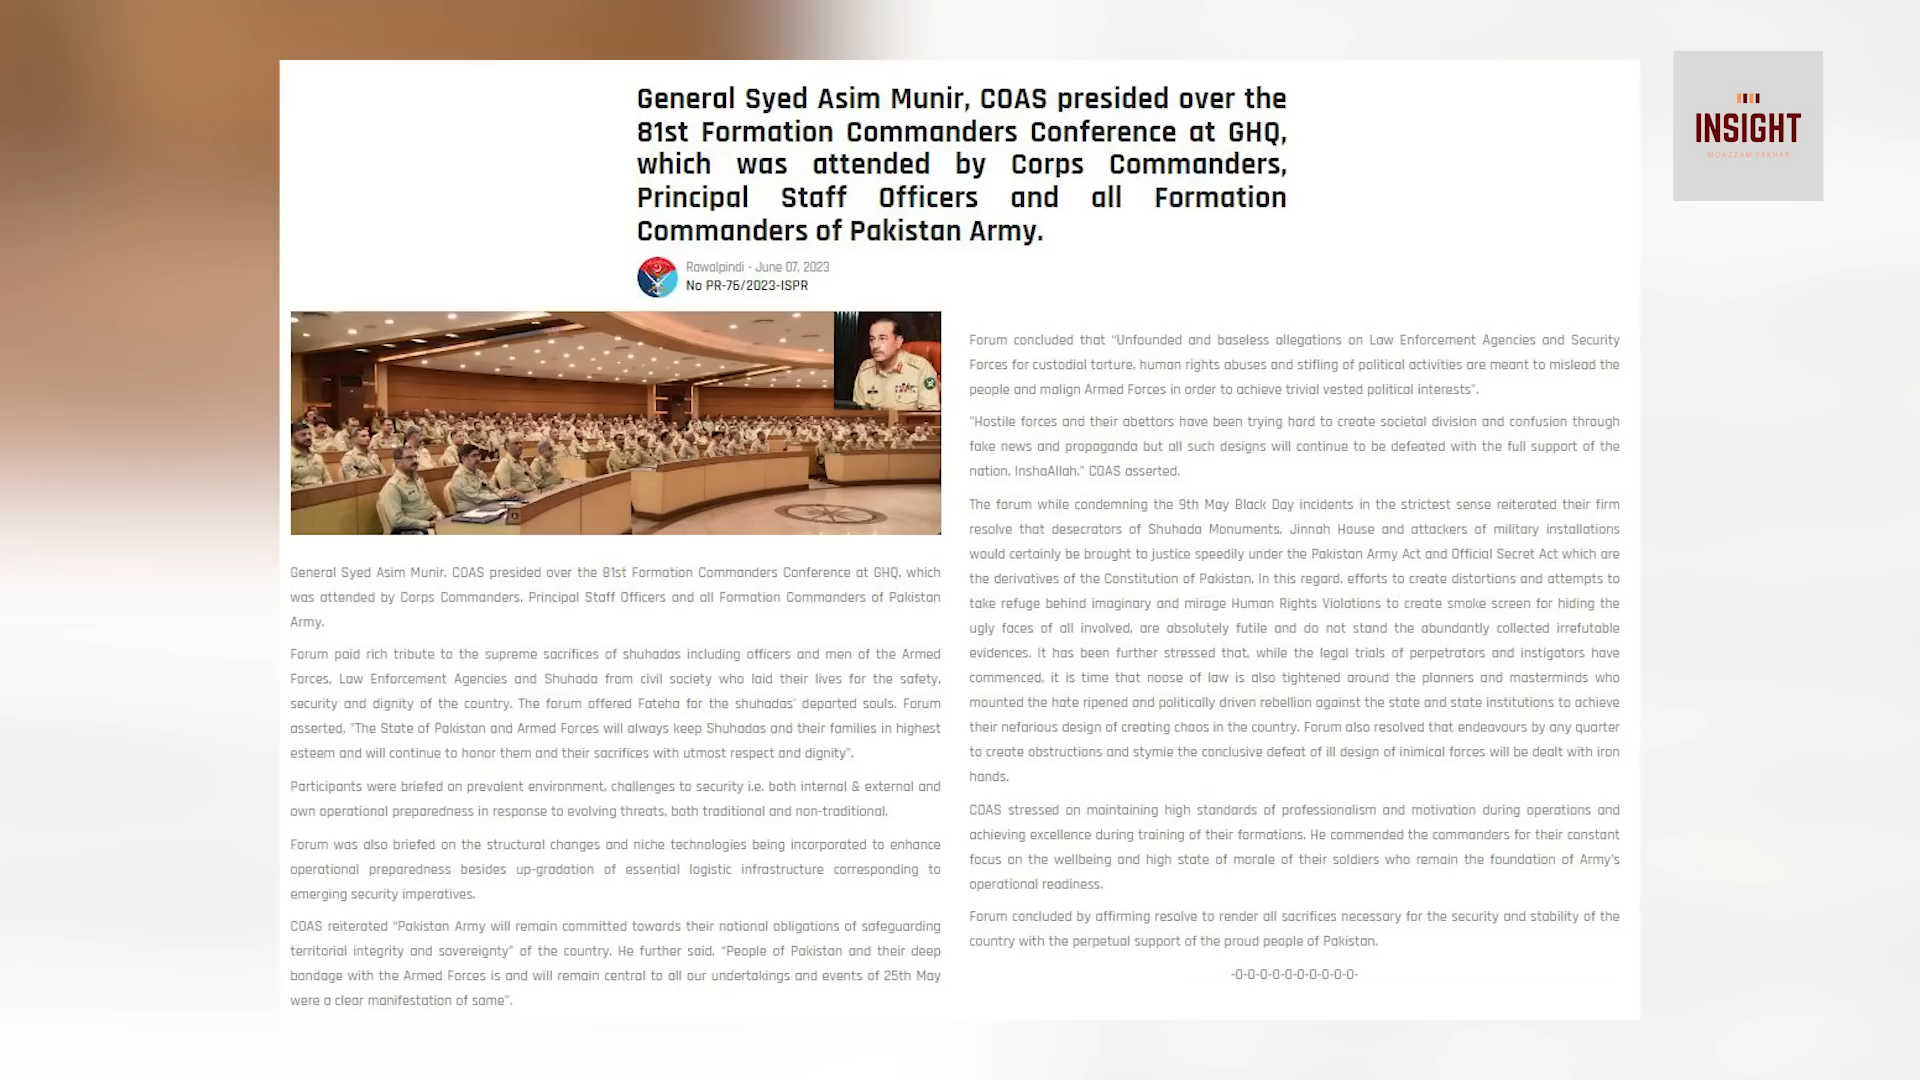 General Syed Asim Munir, COAS presided over the
81st Formation Commanders Conference at GHQ,
which was attended by Corps Commanders,
Principal Staff Officers and all Formation
Commanders of Pakistan Army.
Rawalpindi - June 07, 2023
No PR-76/2023-ISPR
General Syed Asim Munir, COAS presided over the 81st Formation Commanders Conference at GHQ, which
was attended by Corps Commanders, Principal Staff Officers and all Formation Commanders of Pakistan
Army.
Forum paid rich tribute to the supreme sacrifices of shuhadas including officers and men of the Armed
Forces, Law Enforcement Agencies and Shuhada from civil society who laid their lives for the safety,
security and dignity of the country. The forum offered Fateha for the shuhadas' departed souls. Forum
asserted, "The State of Pakistan and Armed Forces will always keep Shuhadas and their families in highest
esteem and will continue to honor them and their sacrifices with utmost respect and dignity".
Participants were briefed on prevalent environment, challenges to security i.e. both internal & external and
own operational preparedness in response to evolving threats, both traditional and non-traditional.
Forum was also briefed on the structural changes and niche technologies being incorporated to enhance
operational preparedness besides up-gradation of essential logistic infrastructure corresponding to
emerging security imperatives.
COAS reiterated "Pakistan Army will remain committed towards their national obligations of safeguarding
territorial integrity and sovereignty" of the country. He further said, "People of Pakistan and their deep
bondage with the Armed Forces is and will remain central to all our undertakings and events of 25th May
were a clear manifestation of same".
Forum concluded that "Unfounded and baseless allegations on Law Enforcement Agencies and Security
Forces for custodial torture, human rights abuses and stifling of political activities are meant to mislead the
people and malign Armed Forces in order to achieve trivial vested political interests".
"Hostile forces and their abettors have been trying hard to create societal division and confusion through
fake news and propaganda but all such designs will continue to be defeated with the full support of the
nation, InshaAllah." COAS asserted.
The forum while condemning the 9th May Black Day incidents in the strictest sense reiterated their firm
resolve that desecrators of Shuhada Monuments, Jinnah House and attackers of military installations
would certainly be brought to justice speedily under the Pakistan Army Act and Official Secret Act which are
the derivatives of the Constitution of Pakistan. In this regard, efforts to create distortions and attempts to
take refuge behind imaginary and mirage Human Rights Violations to create smoke screen for hiding the
ugly faces of all involved, are absolutely futile and do not stand the abundantly collected irrefutable
evidences. It has been further stressed that, while the legal trials of perpetrators and instigators have
commenced, it is time that noose of law is also tightened around the planners and masterminds who
mounted the hate ripened and politically driven rebellion against the state and state institutions to achieve
their nefarious design of creating chaos in the country. Forum also resolved that endeavours by any quarter
to create obstructions and stymie the conclusive defeat of ill design of inimical forces will be dealt with iron
hands.
COAS stressed on maintaining high standards of professionalism and motivation during operations and
achieving excellence during training of their formations. He commended the commanders for their constant
focus on the wellbeing and high state of morale of their soldiers who remain the foundation of Army's
operational readiness.
Forum concluded by affirming resolve to render all sacrifices necessary for the security and stability of the
country with the perpetual support of the proud people of Pakistan.
-0-0-0-0-0-0-0-0-0-0-
INSIGHT
MOAZZAM FAKHAR